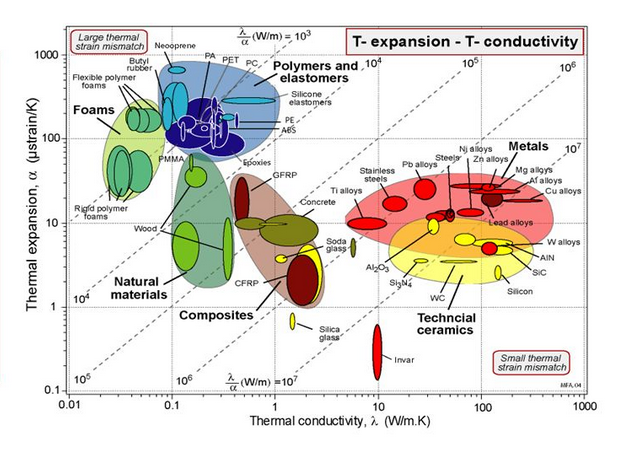 T- expansion - T- conductivity
Large thermal
strain mismatch
λ/α (W/m) = 10³
10⁴
10⁵
10⁶
10⁷
Neoprene
Butyl
rubber
PA
PET
PC
Polymers and
elastomers
Flexible polymer
foams
Silicone
elastomers
Foams
PE
ABS
PMMA
Epoxies
GFRP
Rigid polymer
foams
Wood
Concrete
Soda
glass
CFRP
Natural
materials
Composites
Silica
glass
Ti alloys
Stainless
steels
Pb alloys
Steels
Nj alloys
Zn alloys
Metals
Mg alloys
Al alloys
Cu alloys
Lead alloys
W alloys
AlN
SiC
Silicon
Al₂O₃
Si₃N₄
WC
Techncial
ceramics
Invar
Small thermal
strain mismatch
MFA, 04
10⁴
10⁵
10⁶
λ/α (W/m) = 10⁷
Thermal expansion, α (µstrain/K)
1000
100
10
1
0.1
0.01
0.1
1
10
100
1000
Thermal conductivity, λ (W/m.K)